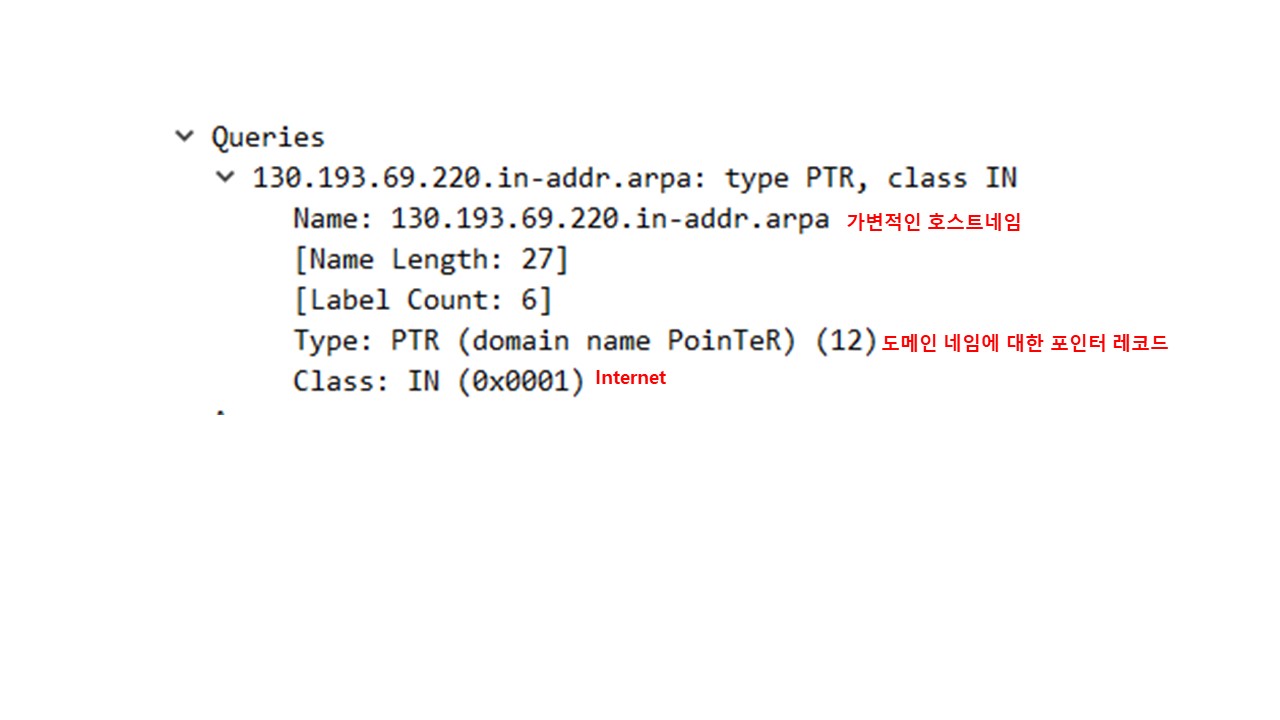 Queries
130.193.69.220.in-addr.arpa: type PTR, class IN
Name: 130.193.69.220.in-addr.arpa 가변적인 호스트네임
[Name Length: 27]
[Label Count: 6]
Type: PTR (domain name PoinTeR) (12) 도메인 네임에 대한 포인터 레코드
Class: IN (0x0001) Internet